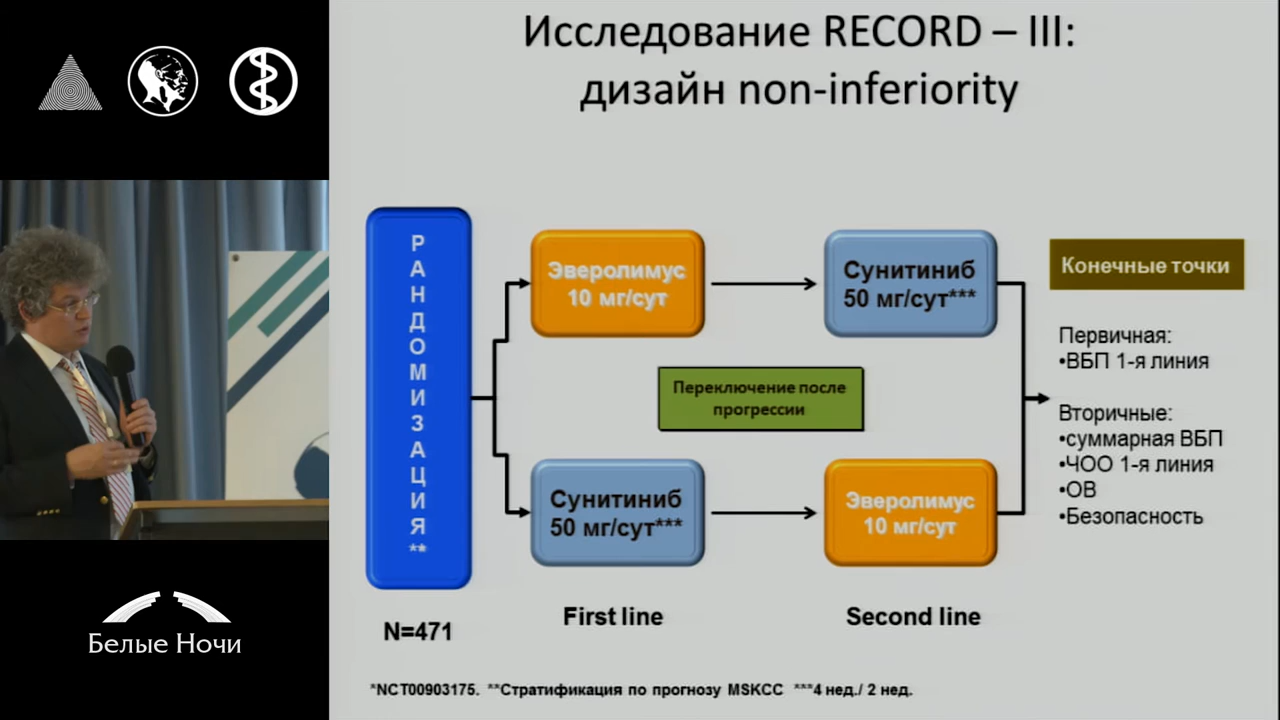 Исследование RECORD – III:
дизайн non-inferiority
РАНДОМИЗАЦИЯ**
Эверолимус
10 мг/сут
Сунитиниб
50 мг/сут***
Конечные точки
Первичная:
•ВБП 1-я линия
Переключение после
прогрессии
Вторичные:
•суммарная ВБП
•ЧОО 1-я линия
•ОВ
•Безопасность
Сунитиниб
50 мг/сут***
Эверолимус
10 мг/сут
First line
Second line
N=471
Белые Ночи
*NCT00903175. **Стратификация по прогнозу MSKCC ***4 нед./ 2 нед.